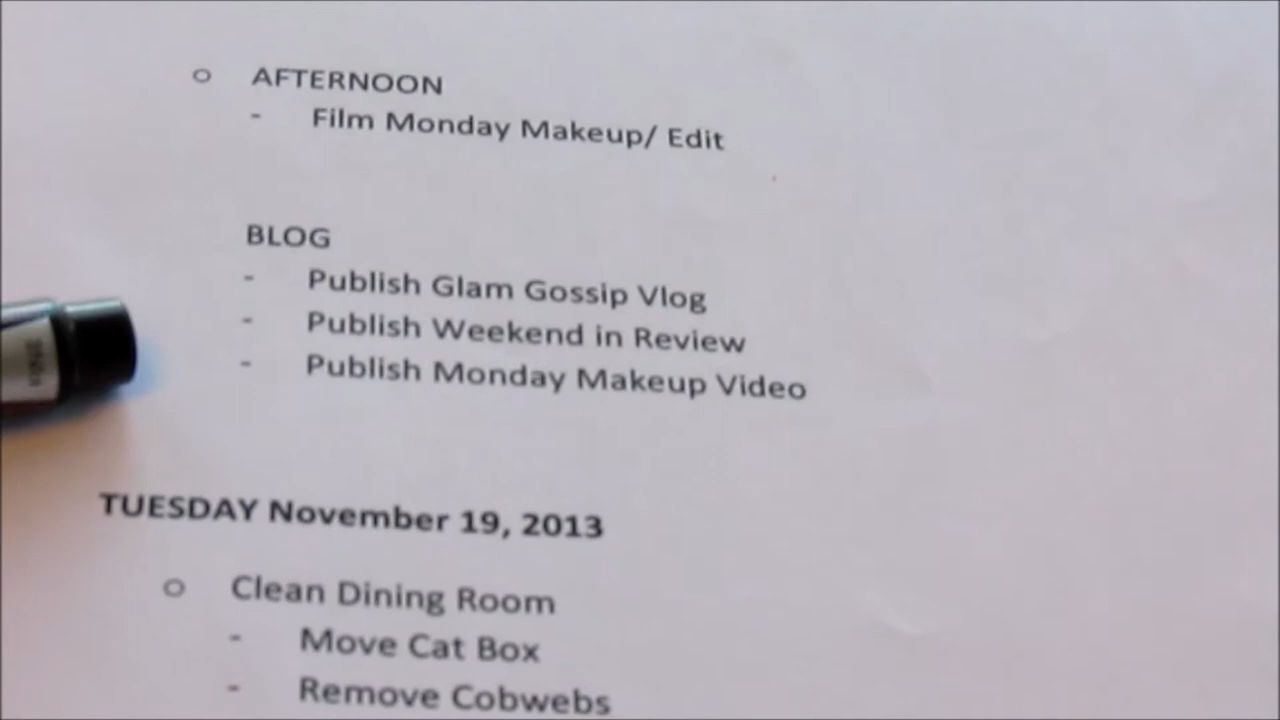 o AFTERNOON
- Film Monday Makeup/ Edit
BLOG
- Publish Glam Gossip Vlog
- Publish Weekend in Review
- Publish Monday Makeup Video
TUESDAY November 19, 2013
o Clean Dining Room
- Move Cat Box
- Remove Cobwebs